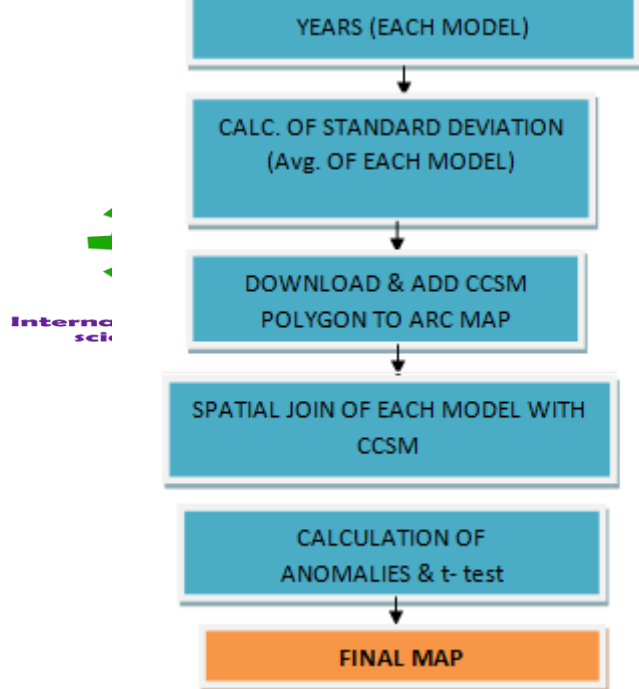 YEARS (EACH MODEL)
CALC. OF STANDARD DEVIATION
(Avg. OF EACH MODEL)
DOWNLOAD & ADD CCSM
POLYGON TO ARC MAP
SPATIAL JOIN OF EACH MODEL WITH
CCSM
CALCULATION OF
ANOMALIES & t- test
FINAL MAP